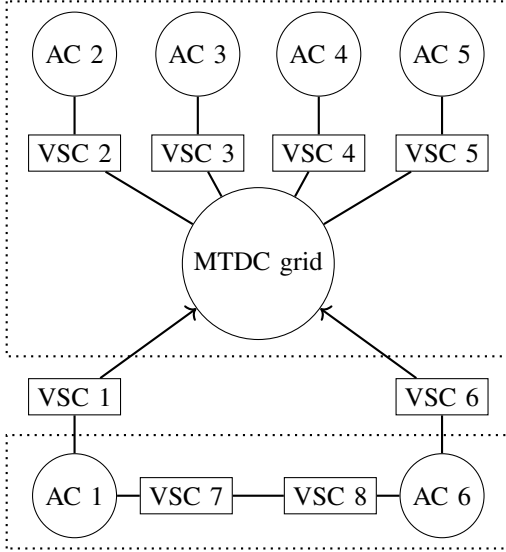 AC 2 AC 3 AC 4 AC 5
VSC 2 VSC 3 VSC 4 VSC 5
MTDC grid
VSC 1 VSC 6
AC 1 VSC 7 VSC 8 AC 6